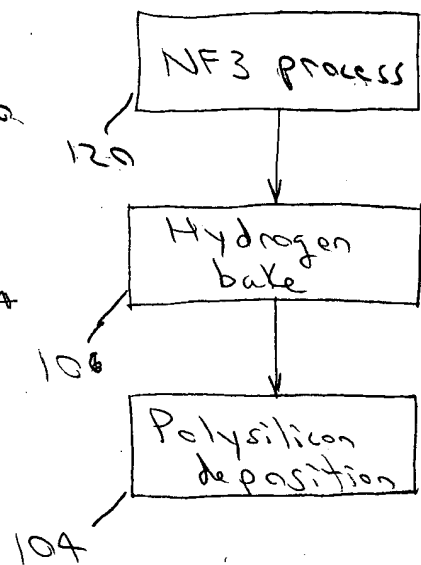 NF3 process
120
Hydrogen
bake
106
Polysilicon
deposition
104